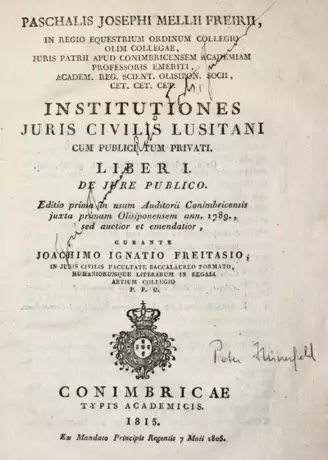 PASCHALIS JOSEPHI MELLII FREIRII,
IN REGIO EQUESTRIUM ORDINUM COLLEGIO
OLIM COLLEGAE,
JURIS PATRII APUD CONIMBRICENSEM ACADEMIAM
PROFESSORIS EMERITI,
ACADEM. REG. SCIENT. OLISIPON. SOCII,
CET. CET. CET.
INSTITUTIONES
JURIS CIVILIS LUSITANI
CUM PUBLICI TUM PRIVATI.
LIBER I.
DE JURE PUBLICO.
Editio prima in usum Auditorii Conimbricensis
juxta primam Olisiponensem ann. 1789.,
sed auctior et emendatior,
CURANTE
JOACHIMO IGNATIO FREITASIO,
IN JURIS CIVILIS FACULTATE BACCALAUREO FORMATO,
HUMANIORUMQUE LITERARUM IN REGALI
ARTIUM COLLEGIO
P. P. O.
Peter
CONIMBRICAE
TYPIS ACADEMICIS.
1815.
Ex Mandato Principis Regentis 7 Maii 1805.